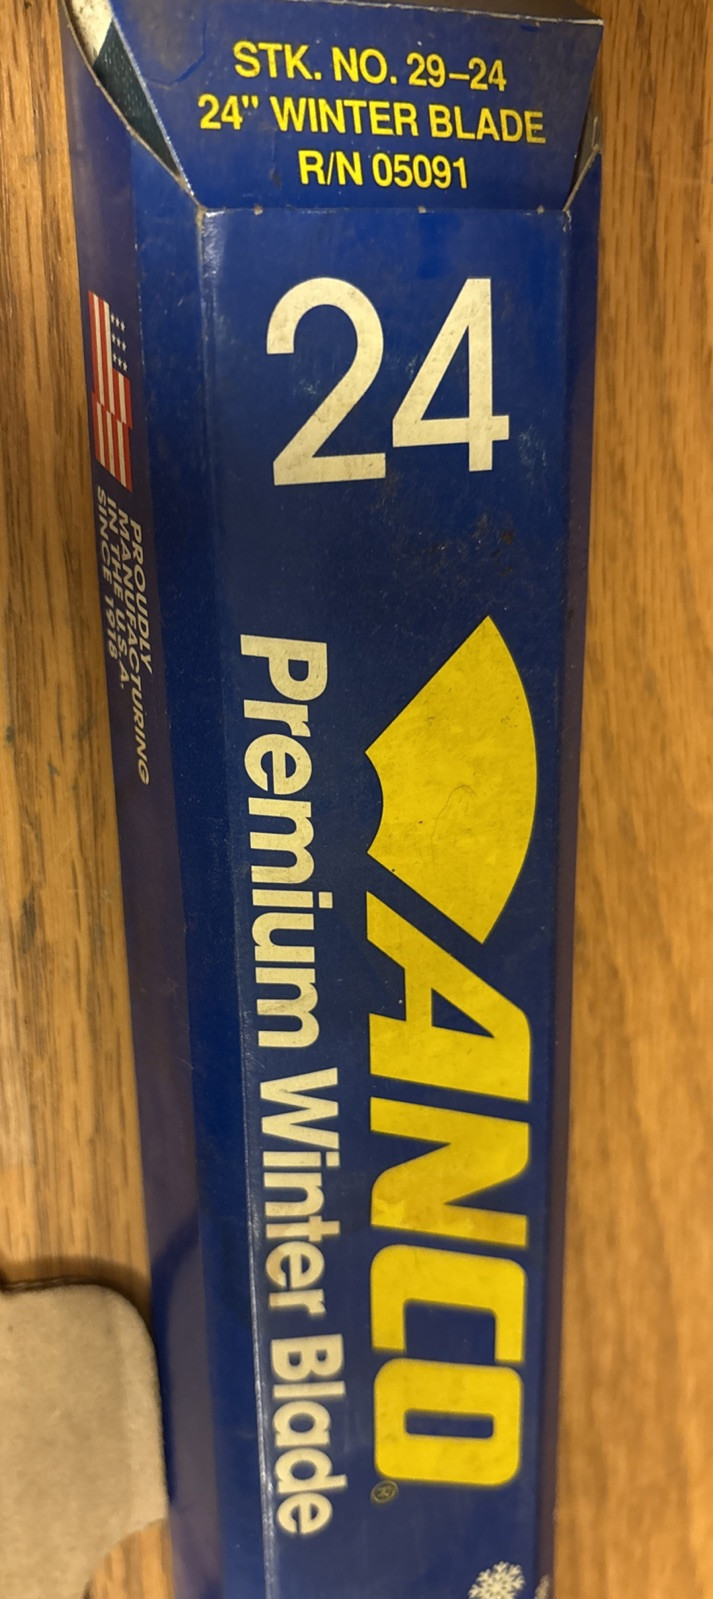 STK. NO. 29–24
24" WINTER BLADE
R/N 05091
24
ANCO®
Premium Winter Blade
PROUDLY
MANUFACTURING
IN THE U.S.A.
SINCE 1918